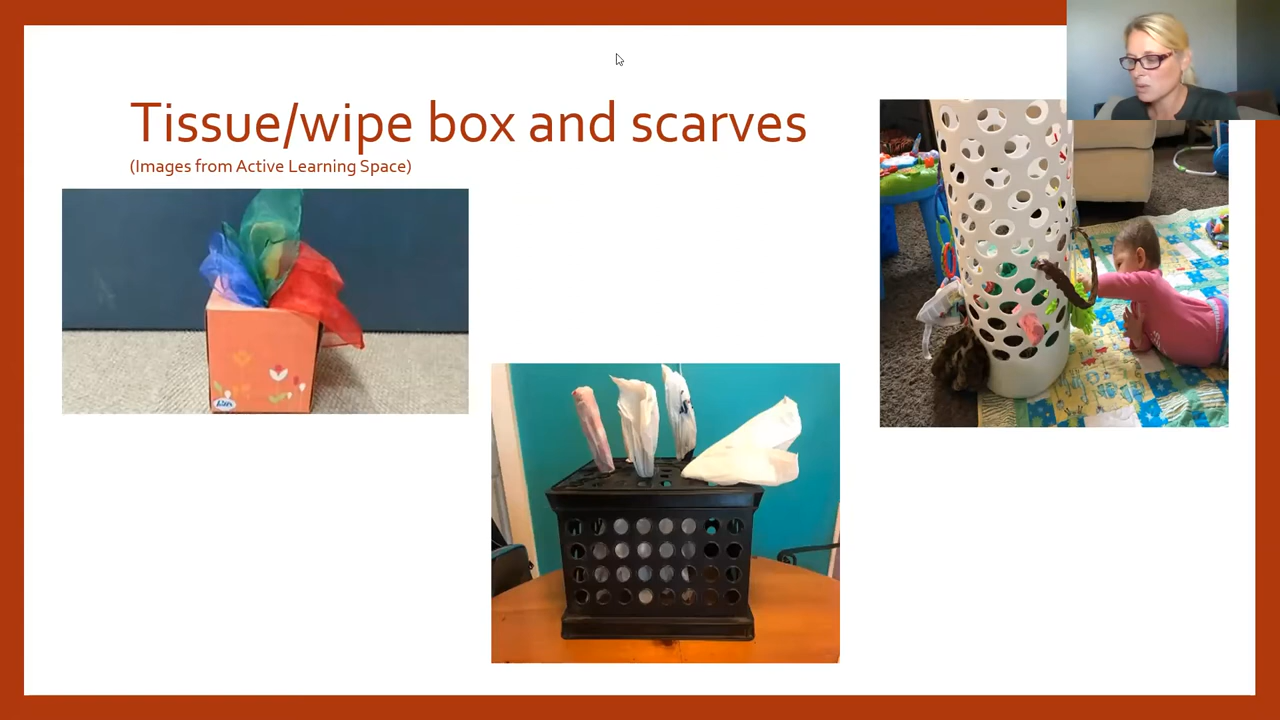 Tissue/wipe box and scarves
(Images from Active Learning Space)